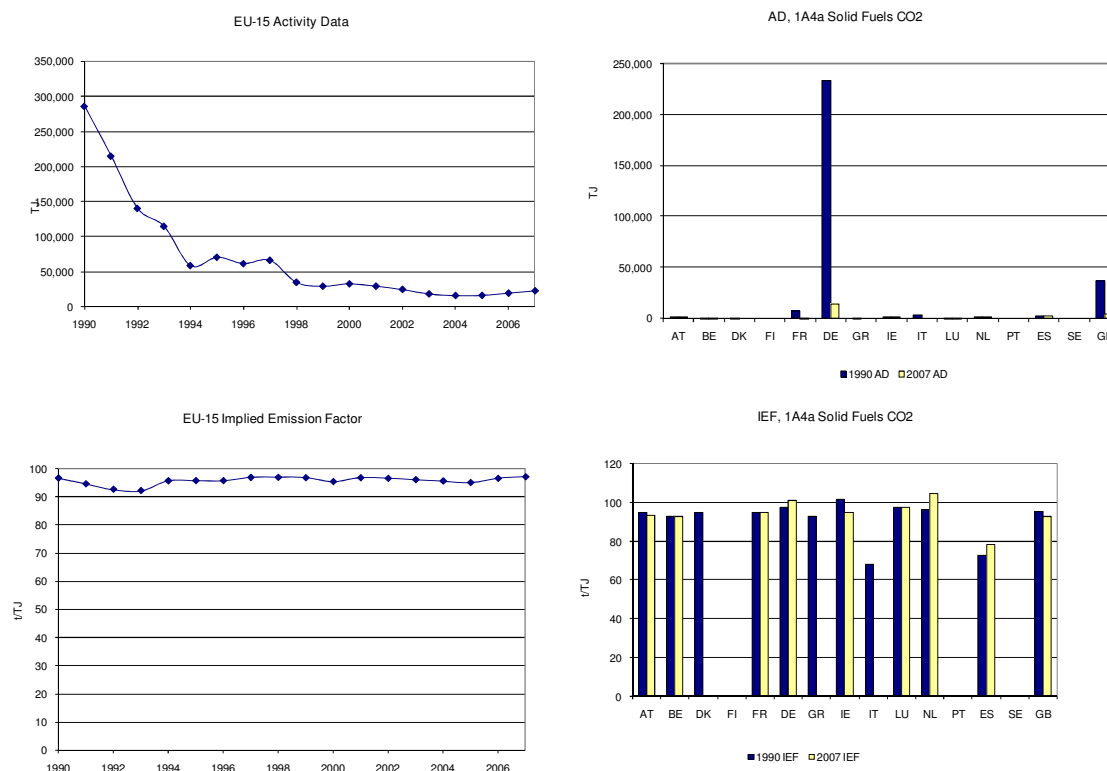 EU-15 Activity Data
350,000
300,000
250,000
200,000
150,000
100,000
50,000
0
TJ
1990 1992 1994 1996 1998 2000 2002 2004 2006
AD, 1A4a Solid Fuels CO2
250,000
200,000
150,000
100,000
50,000
0
TJ
AT BE DK FI FR DE GR IE IT LU NL PT ES SE
1990 AD 2007 AD
EU-15 Implied Emission Factor
100
90
80
70
60
50
40
30
20
10
0
t/TJ
1990 1992 1994 1996 1998 2000 2002 2004 2006
IEF, 1A4a Solid Fuels CO2
120
100
80
60
40
20
0
t/TJ
AT BE DK FI FR DE GR IE IT LU NL PT ES SE GB
1990 IEF 2007 IEF